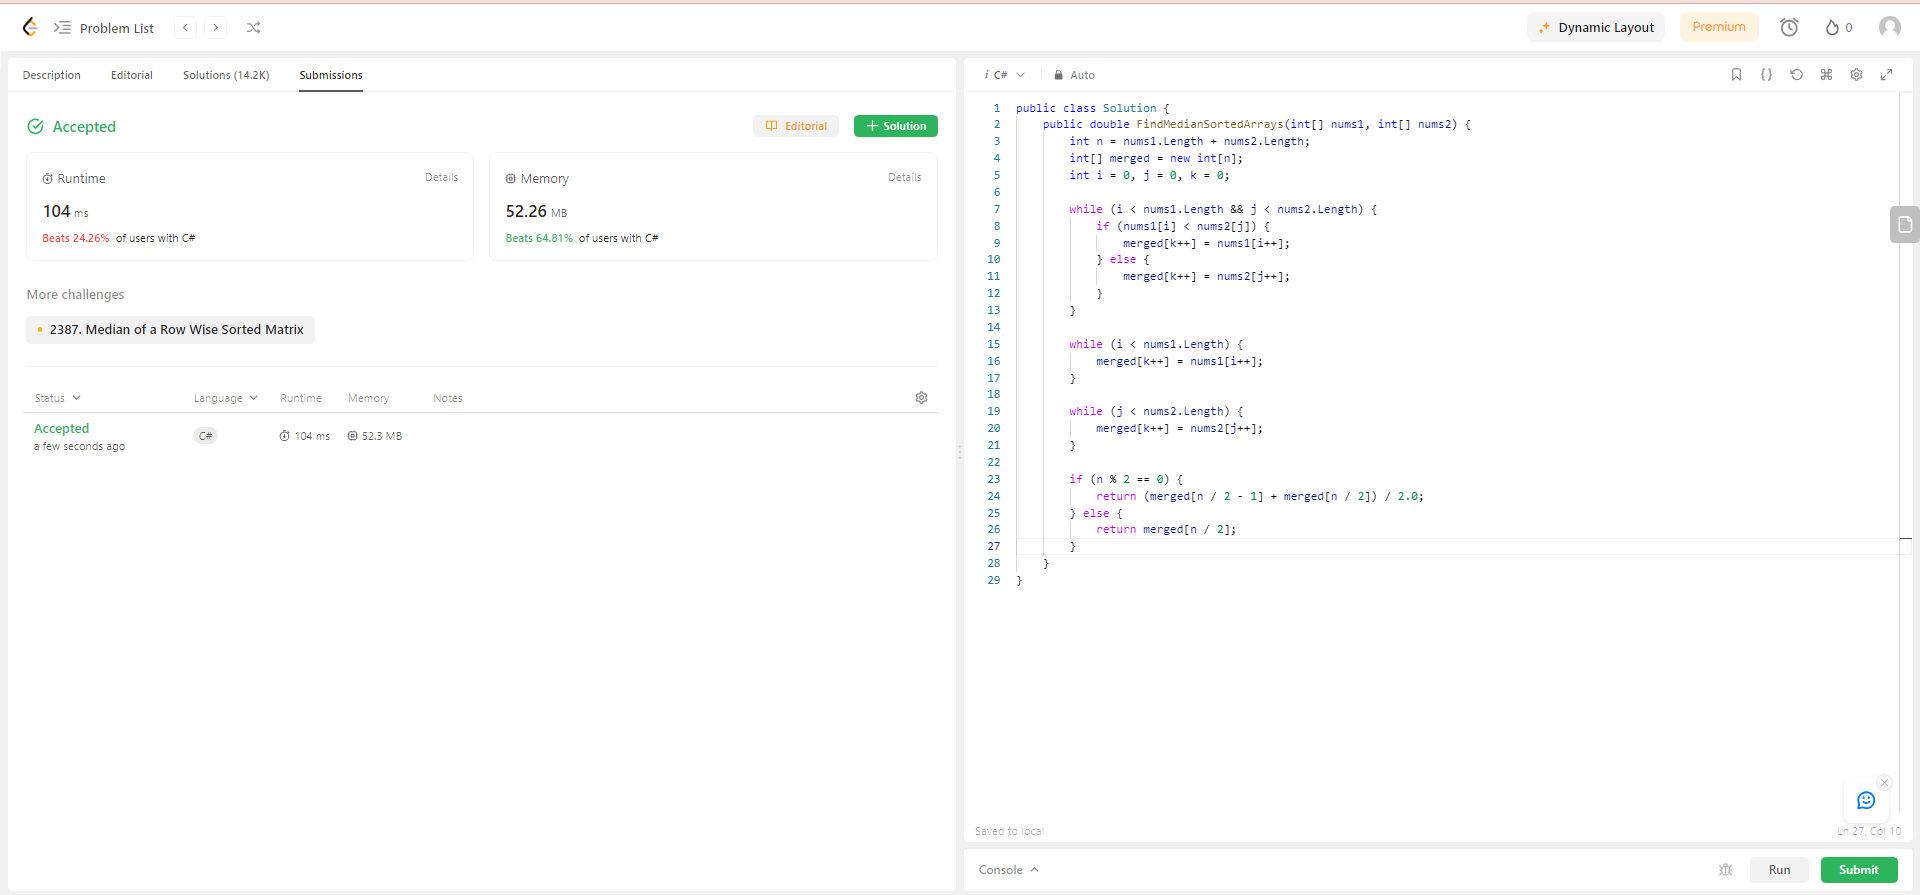 Problem List
Dynamic Layout
Premium
0
Description Editorial Solutions (14.2K) Submissions
Accepted
Editorial
Solution
Runtime Details
104 ms
Beats 24.26% of users with C#
Memory Details
52.26 MB
Beats 64.81% of users with C#
More challenges
2387. Median of a Row Wise Sorted Matrix
Status Language Runtime Memory Notes
Accepted
a few seconds ago
C# 104 ms 52.3 MB
i C# Auto
1 public class Solution {
2 public double FindMedianSortedArrays(int[] nums1, int[] nums2) {
3 int n = nums1.Length + nums2.Length;
4 int[] merged = new int[n];
5 int i = 0, j = 0, k = 0;
6
7 while (i < nums1.Length && j < nums2.Length) {
8 if (nums1[i] < nums2[j]) {
9 merged[k++] = nums1[i++];
10 } else {
11 merged[k++] = nums2[j++];
12 }
13 }
14
15 while (i < nums1.Length) {
16 merged[k++] = nums1[i++];
17 }
18
19 while (j < nums2.Length) {
20 merged[k++] = nums2[j++];
21 }
22
23 if (n % 2 == 0) {
24 return (merged[n / 2 - 1] + merged[n / 2]) / 2.0;
25 } else {
26 return merged[n / 2];
27 }
28 }
29 }
Saved to local
Ln 27, Col 10
Console
Run
Submit